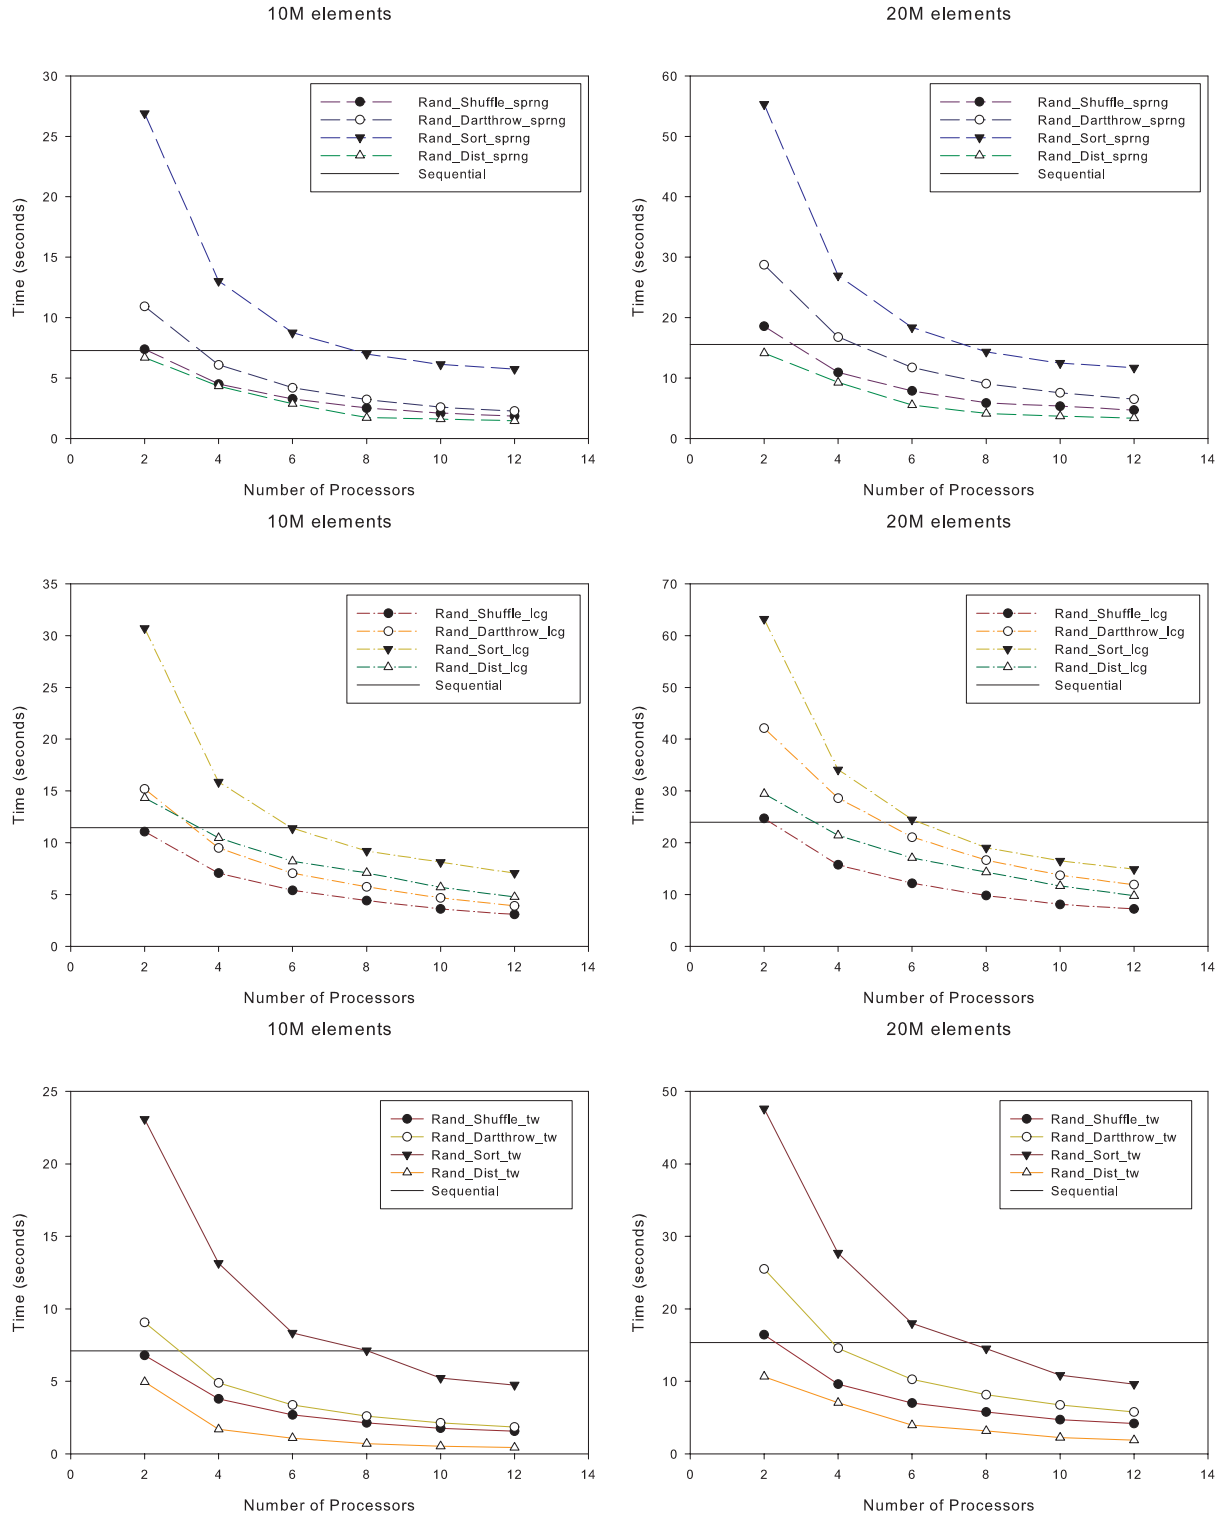 10M elements
30
25
20
15
10
5
0
Time (seconds)
Rand_Shuffle_sprng
Rand_Dartthrow_sprng
Rand_Sort_sprng
Rand_Dist_sprng
Sequential
0 2 4 6 8 10 12 14
Number of Processors
20M elements
60
50
40
30
20
10
0
Time (seconds)
Rand_Shuffle_sprng
Rand_Dartthrow_sprng
Rand_Sort_sprng
Rand_Dist_sprng
Sequential
0 2 4 6 8 10 12 14
Number of Processors
10M elements
35
30
25
20
15
10
5
0
Time (seconds)
Rand_Shuffle_lcg
Rand_Dartthrow_lcg
Rand_Sort_lcg
Rand_Dist_lcg
Sequential
0 2 4 6 8 10 12 14
Number of Processors
20M elements
70
60
50
40
30
20
10
0
Time (seconds)
Rand_Shuffle_lcg
Rand_Dartthrow_lcg
Rand_Sort_lcg
Rand_Dist_lcg
Sequential
0 2 4 6 8 10 12 14
Number of Processors
10M elements
25
20
15
10
5
0
Time (seconds)
Rand_Shuffle_tw
Rand_Dartthrow_tw
Rand_Sort_tw
Rand_Dist_tw
Sequential
0 2 4 6 8 10 12 14
Number of Processors
20M elements
50
40
30
20
10
0
Time (seconds)
Rand_Shuffle_tw
Rand_Dartthrow_tw
Rand_Sort_tw
Rand_Dist_tw
Sequential
0 2 4 6 8 10 12 14
Number of Processors